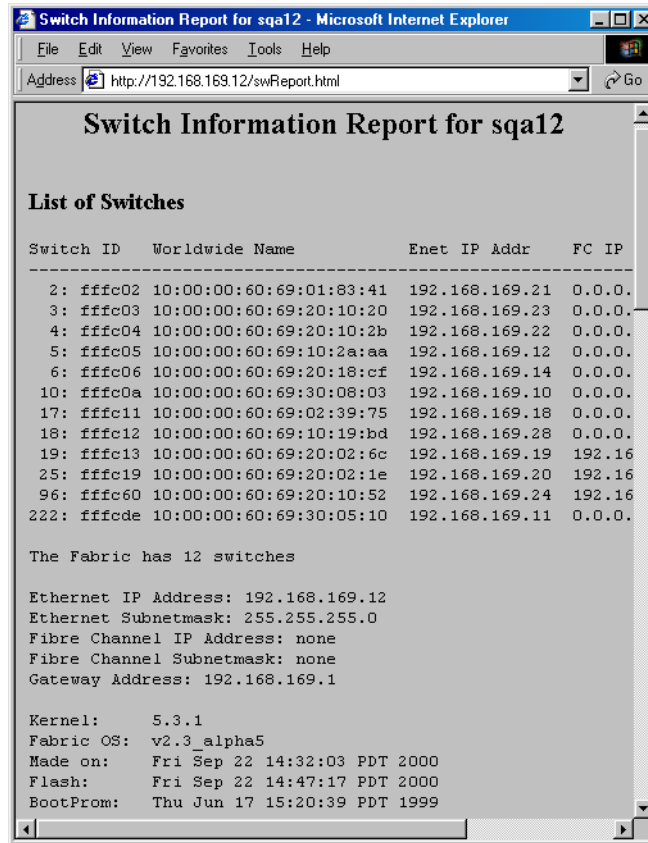 Switch Information Report for sqa12 - Microsoft Internet Explorer
File Edit View Favorites Tools Help
Address http://192.168.169.12/swReport.html Go
Switch Information Report for sqa12
List of Switches
Switch ID Worldwide Name Enet IP Addr FC IP
-----------------------------------------------------------------
2: fffc02 10:00:00:60:69:01:83:41 192.168.169.21 0.0.0.
3: fffc03 10:00:00:60:69:20:10:20 192.168.169.23 0.0.0.
4: fffc04 10:00:00:60:69:20:10:2b 192.168.169.22 0.0.0.
5: fffc05 10:00:00:60:69:10:2a:aa 192.168.169.12 0.0.0.
6: fffc06 10:00:00:60:69:20:18:cf 192.168.169.14 0.0.0.
10: fffc0a 10:00:00:60:69:30:08:03 192.168.169.10 0.0.0.
17: fffc11 10:00:00:60:69:02:39:75 192.168.169.18 0.0.0.
18: fffc12 10:00:00:60:69:10:19:bd 192.168.169.28 0.0.0.
19: fffc13 10:00:00:60:69:20:02:6c 192.168.169.19 192.16
25: fffc19 10:00:00:60:69:20:02:1e 192.168.169.20 192.16
96: fffc60 10:00:00:60:69:20:10:52 192.168.169.24 192.16
222: fffcde 10:00:00:60:69:30:05:10 192.168.169.11 0.0.0.
The Fabric has 12 switches
Ethernet IP Address: 192.168.169.12
Ethernet Subnetmask: 255.255.255.0
Fibre Channel IP Address: none
Fibre Channel Subnetmask: none
Gateway Address: 192.168.169.1
Kernel: 5.3.1
Fabric OS: v2.3_alpha5
Made on: Fri Sep 22 14:32:03 PDT 2000
Flash: Fri Sep 22 14:47:17 PDT 2000
BootProm: Thu Jun 17 15:20:39 PDT 1999